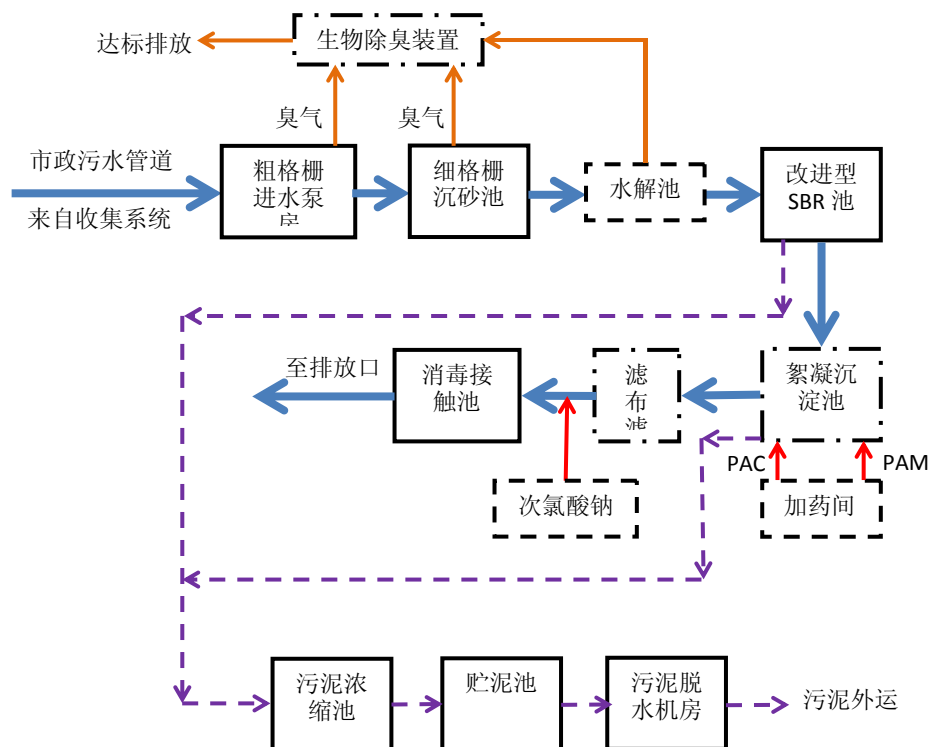 达标排放
生物除臭装置
臭气
臭气
市政污水管道
来自收集系统
粗格栅
进水泵
房
细格栅
沉砂池
水解池
改进型
SBR 池
至排放口
消毒接
触池
滤
布
滤
絮凝沉
淀池
PAC
PAM
次氯酸钠
加药间
污泥浓
缩池
贮泥池
污泥脱
水机房
污泥外运